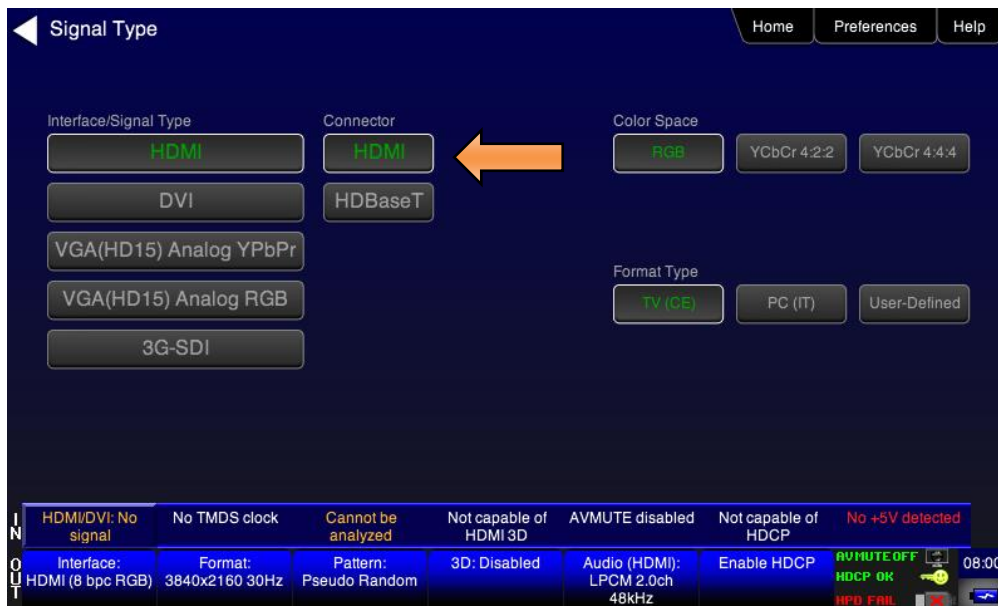 Signal Type
Home
Preferences
Help
Interface/Signal Type
Connector
Color Space
HDMI
HDMI
RGB
YCbCr 4:2:2
YCbCr 4:4:4
DVI
HDBaseT
VGA(HD15) Analog YPbPr
Format Type
VGA(HD15) Analog RGB
TV (CE)
PC (IT)
User-Defined
3G-SDI
IN
HDMI/DVI: No
signal
No TMDS clock
Cannot be
analyzed
Not capable of
HDMI 3D
AVMUTE disabled
Not capable of
HDCP
No +5V detected
OUT
Interface:
HDMI (8 bpc RGB)
Format:
3840x2160 30Hz
Pattern:
Pseudo Random
3D: Disabled
Audio (HDMI):
LPCM 2.0ch
48kHz
Enable HDCP
AVMUTE OFF
HDCP OK
HPD FAIL
08:00